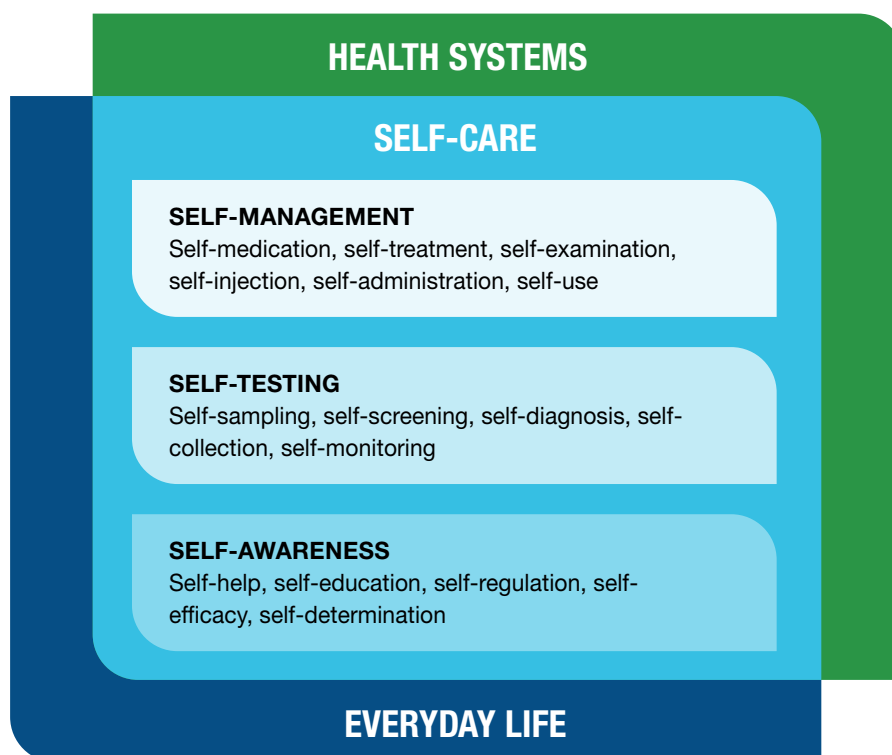 HEALTH SYSTEMS
SELF-CARE
SELF-MANAGEMENT
Self-medication, self-treatment, self-examination,
self-injection, self-administration, self-use
SELF-TESTING
Self-sampling, self-screening, self-diagnosis, self-
collection, self-monitoring
SELF-AWARENESS
Self-help, self-education, self-regulation, self-
efficacy, self-determination
EVERYDAY LIFE